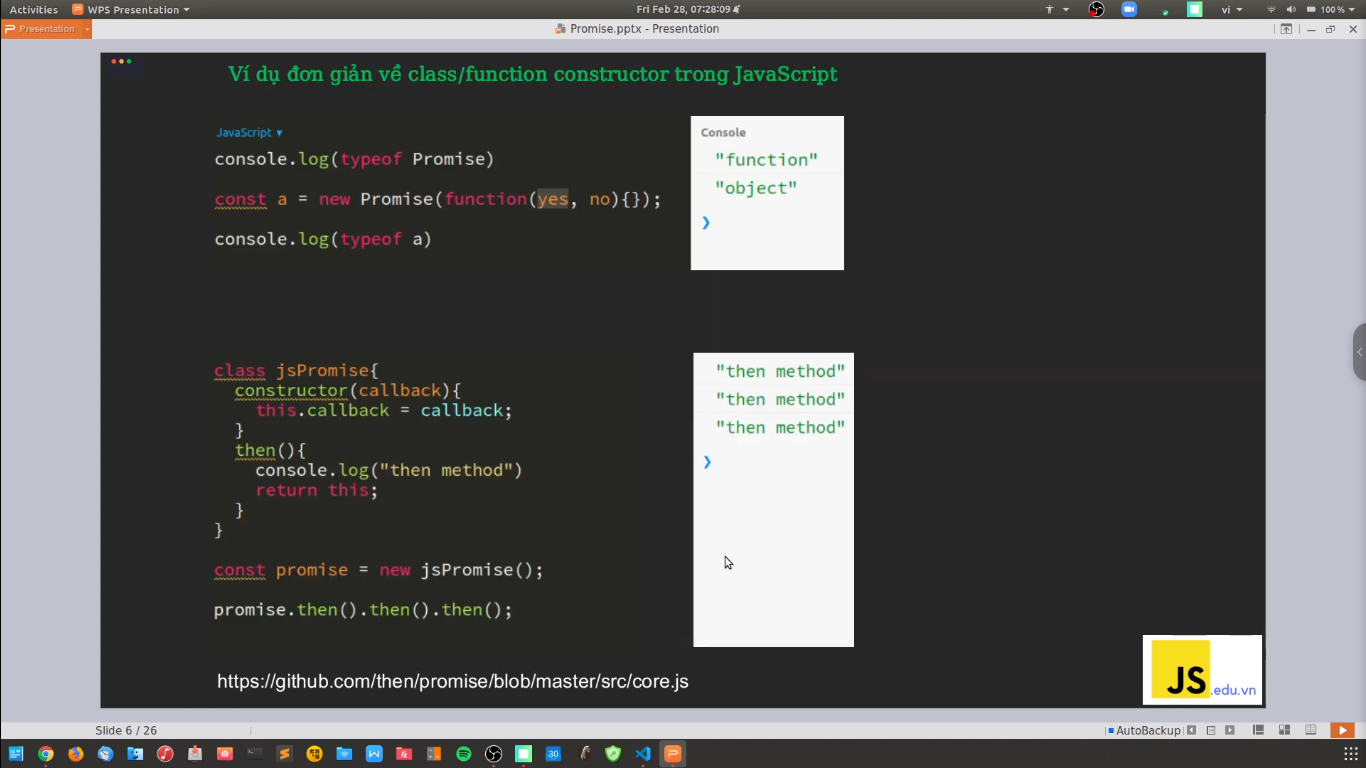 Activities WPS Presentation Fri Feb 28, 07:28:09 vi 100%
Presentation Promise.pptx - Presentation
Ví dụ đơn giản về class/function constructor trong JavaScript
JavaScript
console.log(typeof Promise)
const a = new Promise(function(yes, no){});
console.log(typeof a)
Console
"function"
"object"
class jsPromise{
constructor(callback){
this.callback = callback;
}
then(){
console.log("then method")
return this;
}
}
const promise = new jsPromise();
promise.then().then().then();
"then method"
"then method"
"then method"
https://github.com/then/promise/blob/master/src/core.js
JS.edu.vn
Slide 6 / 26 AutoBackup
30